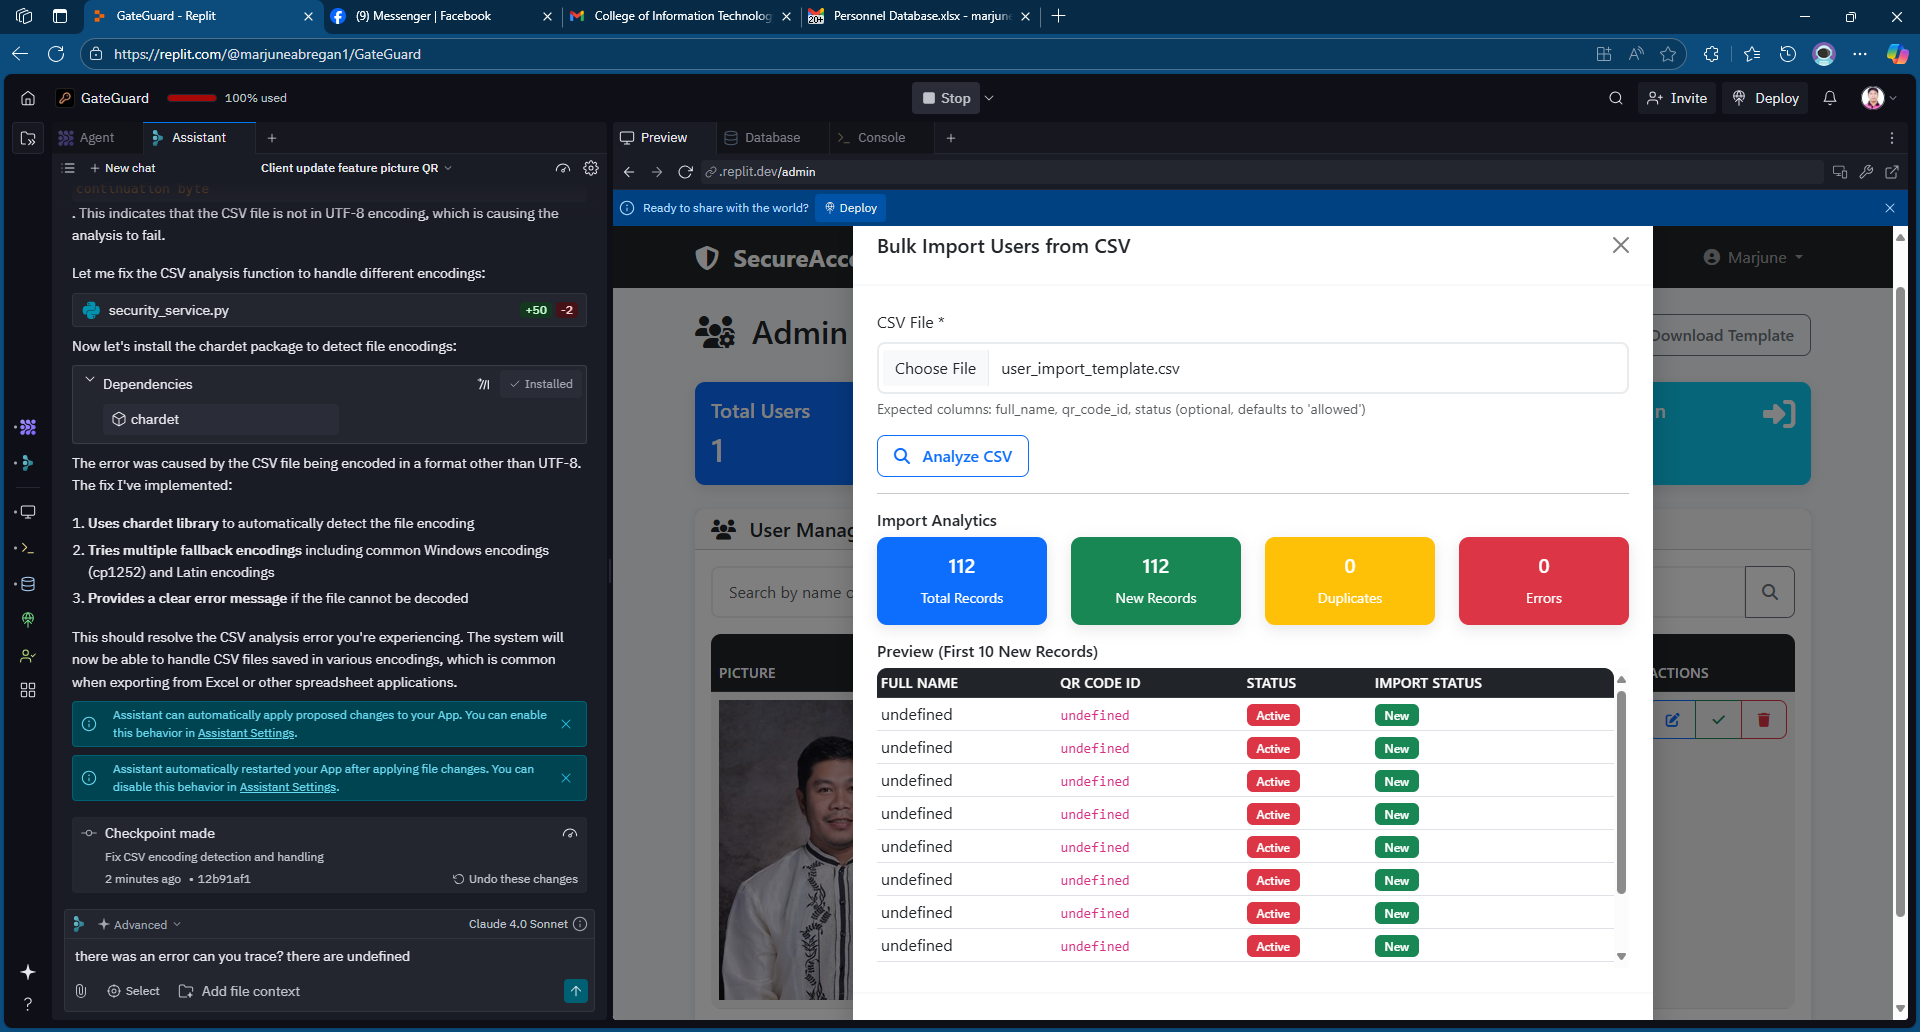 GateGuard - Replit
(9) Messenger | Facebook
College of Information Technolog
Personnel Database.xlsx - marjune
https://replit.com/@marjuneabregan1/GateGuard
GateGuard
100% used
Stop
Invite
Deploy
Agent
Assistant
Preview
Database
Console
New chat
Client update feature picture QR
.replit.dev/admin
continuation byte
. This indicates that the CSV file is not in UTF-8 encoding, which is causing the
analysis to fail.
Let me fix the CSV analysis function to handle different encodings:
security_service.py
+50 -2
Now let's install the chardet package to detect file encodings:
Dependencies
Installed
chardet
The error was caused by the CSV file being encoded in a format other than UTF-8.
The fix I've implemented:
1. Uses chardet library to automatically detect the file encoding
2. Tries multiple fallback encodings including common Windows encodings
(cp1252) and Latin encodings
3. Provides a clear error message if the file cannot be decoded
This should resolve the CSV analysis error you're experiencing. The system will
now be able to handle CSV files saved in various encodings, which is common
when exporting from Excel or other spreadsheet applications.
Assistant can automatically apply proposed changes to your App. You can enable
this behavior in Assistant Settings.
Assistant automatically restarted your App after applying file changes. You can
disable this behavior in Assistant Settings.
Checkpoint made
Fix CSV encoding detection and handling
2 minutes ago • 12b91af1
Undo these changes
Advanced
Claude 4.0 Sonnet
there was an error can you trace? there are undefined
Select
Add file context
Ready to share with the world?
Deploy
SecureAcce
Marjune
Admin
Download Template
Total Users
1
n
User Manag
Search by name o
PICTURE
ACTIONS
Bulk Import Users from CSV
CSV File *
Choose File
user_import_template.csv
Expected columns: full_name, qr_code_id, status (optional, defaults to 'allowed')
Analyze CSV
Import Analytics
112
Total Records
112
New Records
0
Duplicates
0
Errors
Preview (First 10 New Records)
FULL NAME QR CODE ID STATUS IMPORT STATUS
undefined undefined Active New
undefined undefined Active New
undefined undefined Active New
undefined undefined Active New
undefined undefined Active New
undefined undefined Active New
undefined undefined Active New
undefined undefined Active New